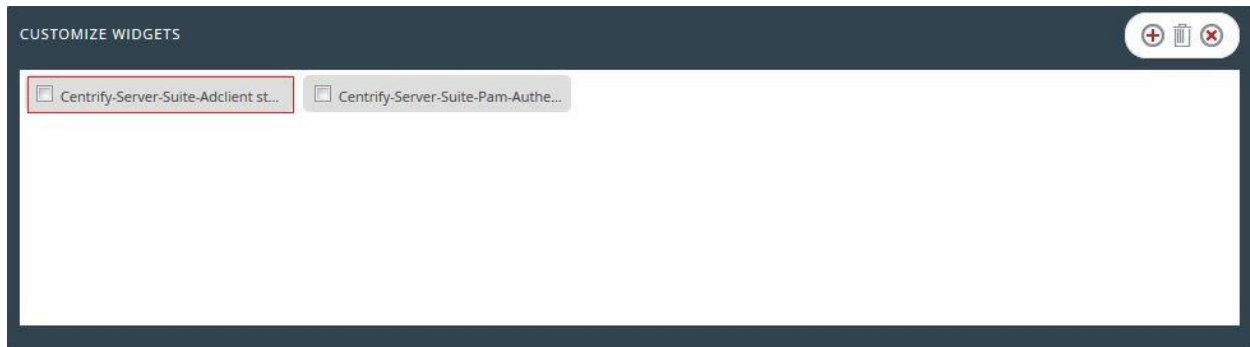 CUSTOMIZE WIDGETS
Centrify-Server-Suite-Adclient st... Centrify-Server-Suite-Pam-Authe...